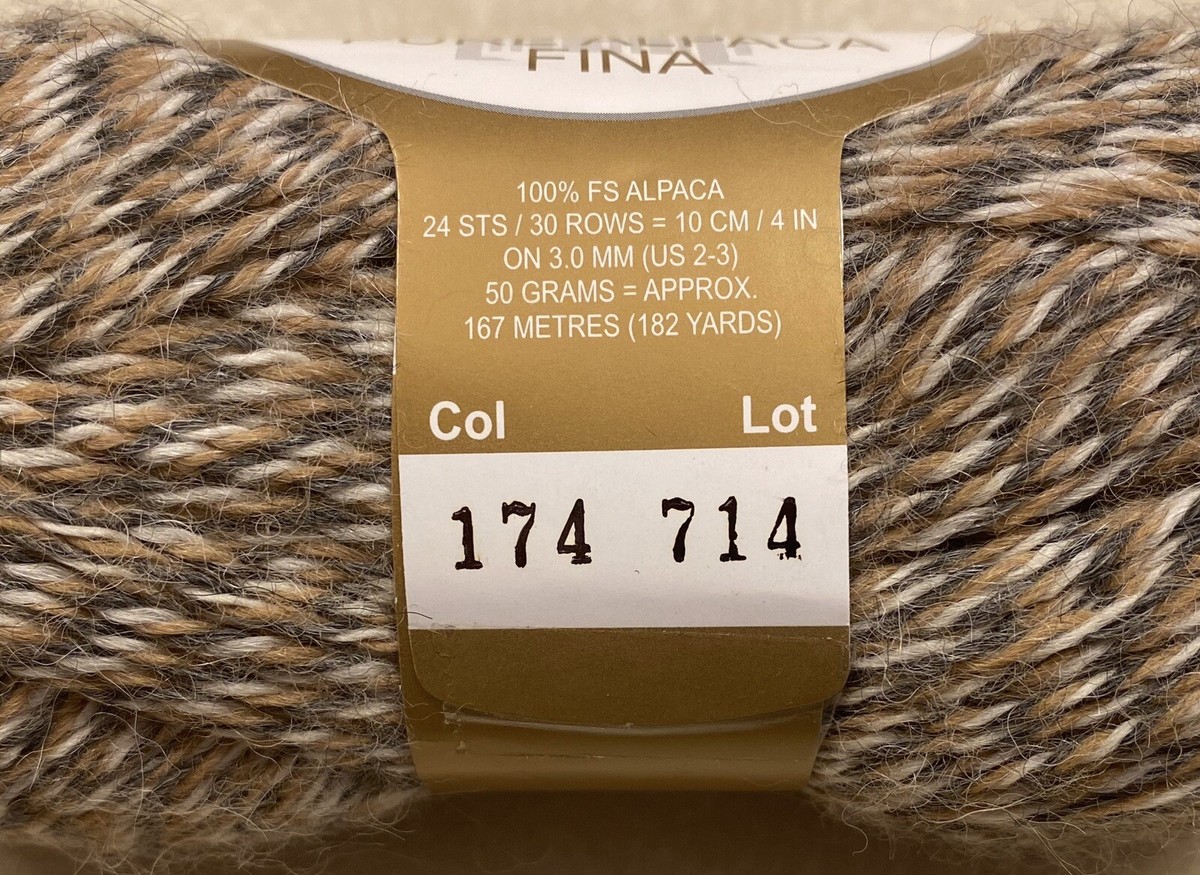 ALPACA
FINA
100% FS ALPACA
24 STS / 30 ROWS = 10 CM / 4 IN
ON 3.0 MM (US 2-3)
50 GRAMS = APPROX.
167 METRES (182 YARDS)
Col Lot
174 714